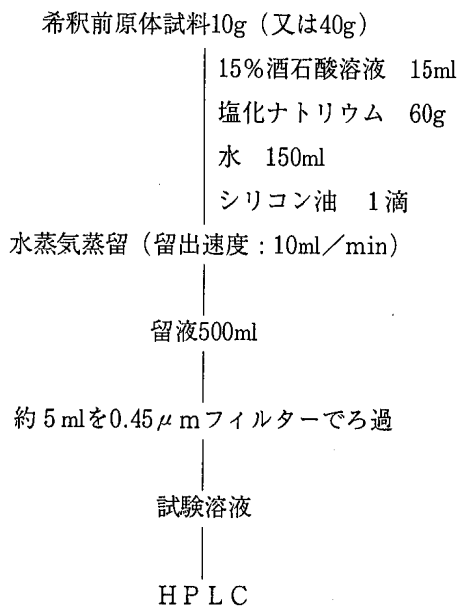 希釈前原体試料10g（又は40g）
15％酒石酸溶液　15ml
塩化ナトリウム　60g
水　150ml
シリコン油　1滴
水蒸気蒸留（留出速度：10ml／min）
留液500ml
約5mlを0.45μmフィルターでろ過
試験溶液
ＨＰＬＣ